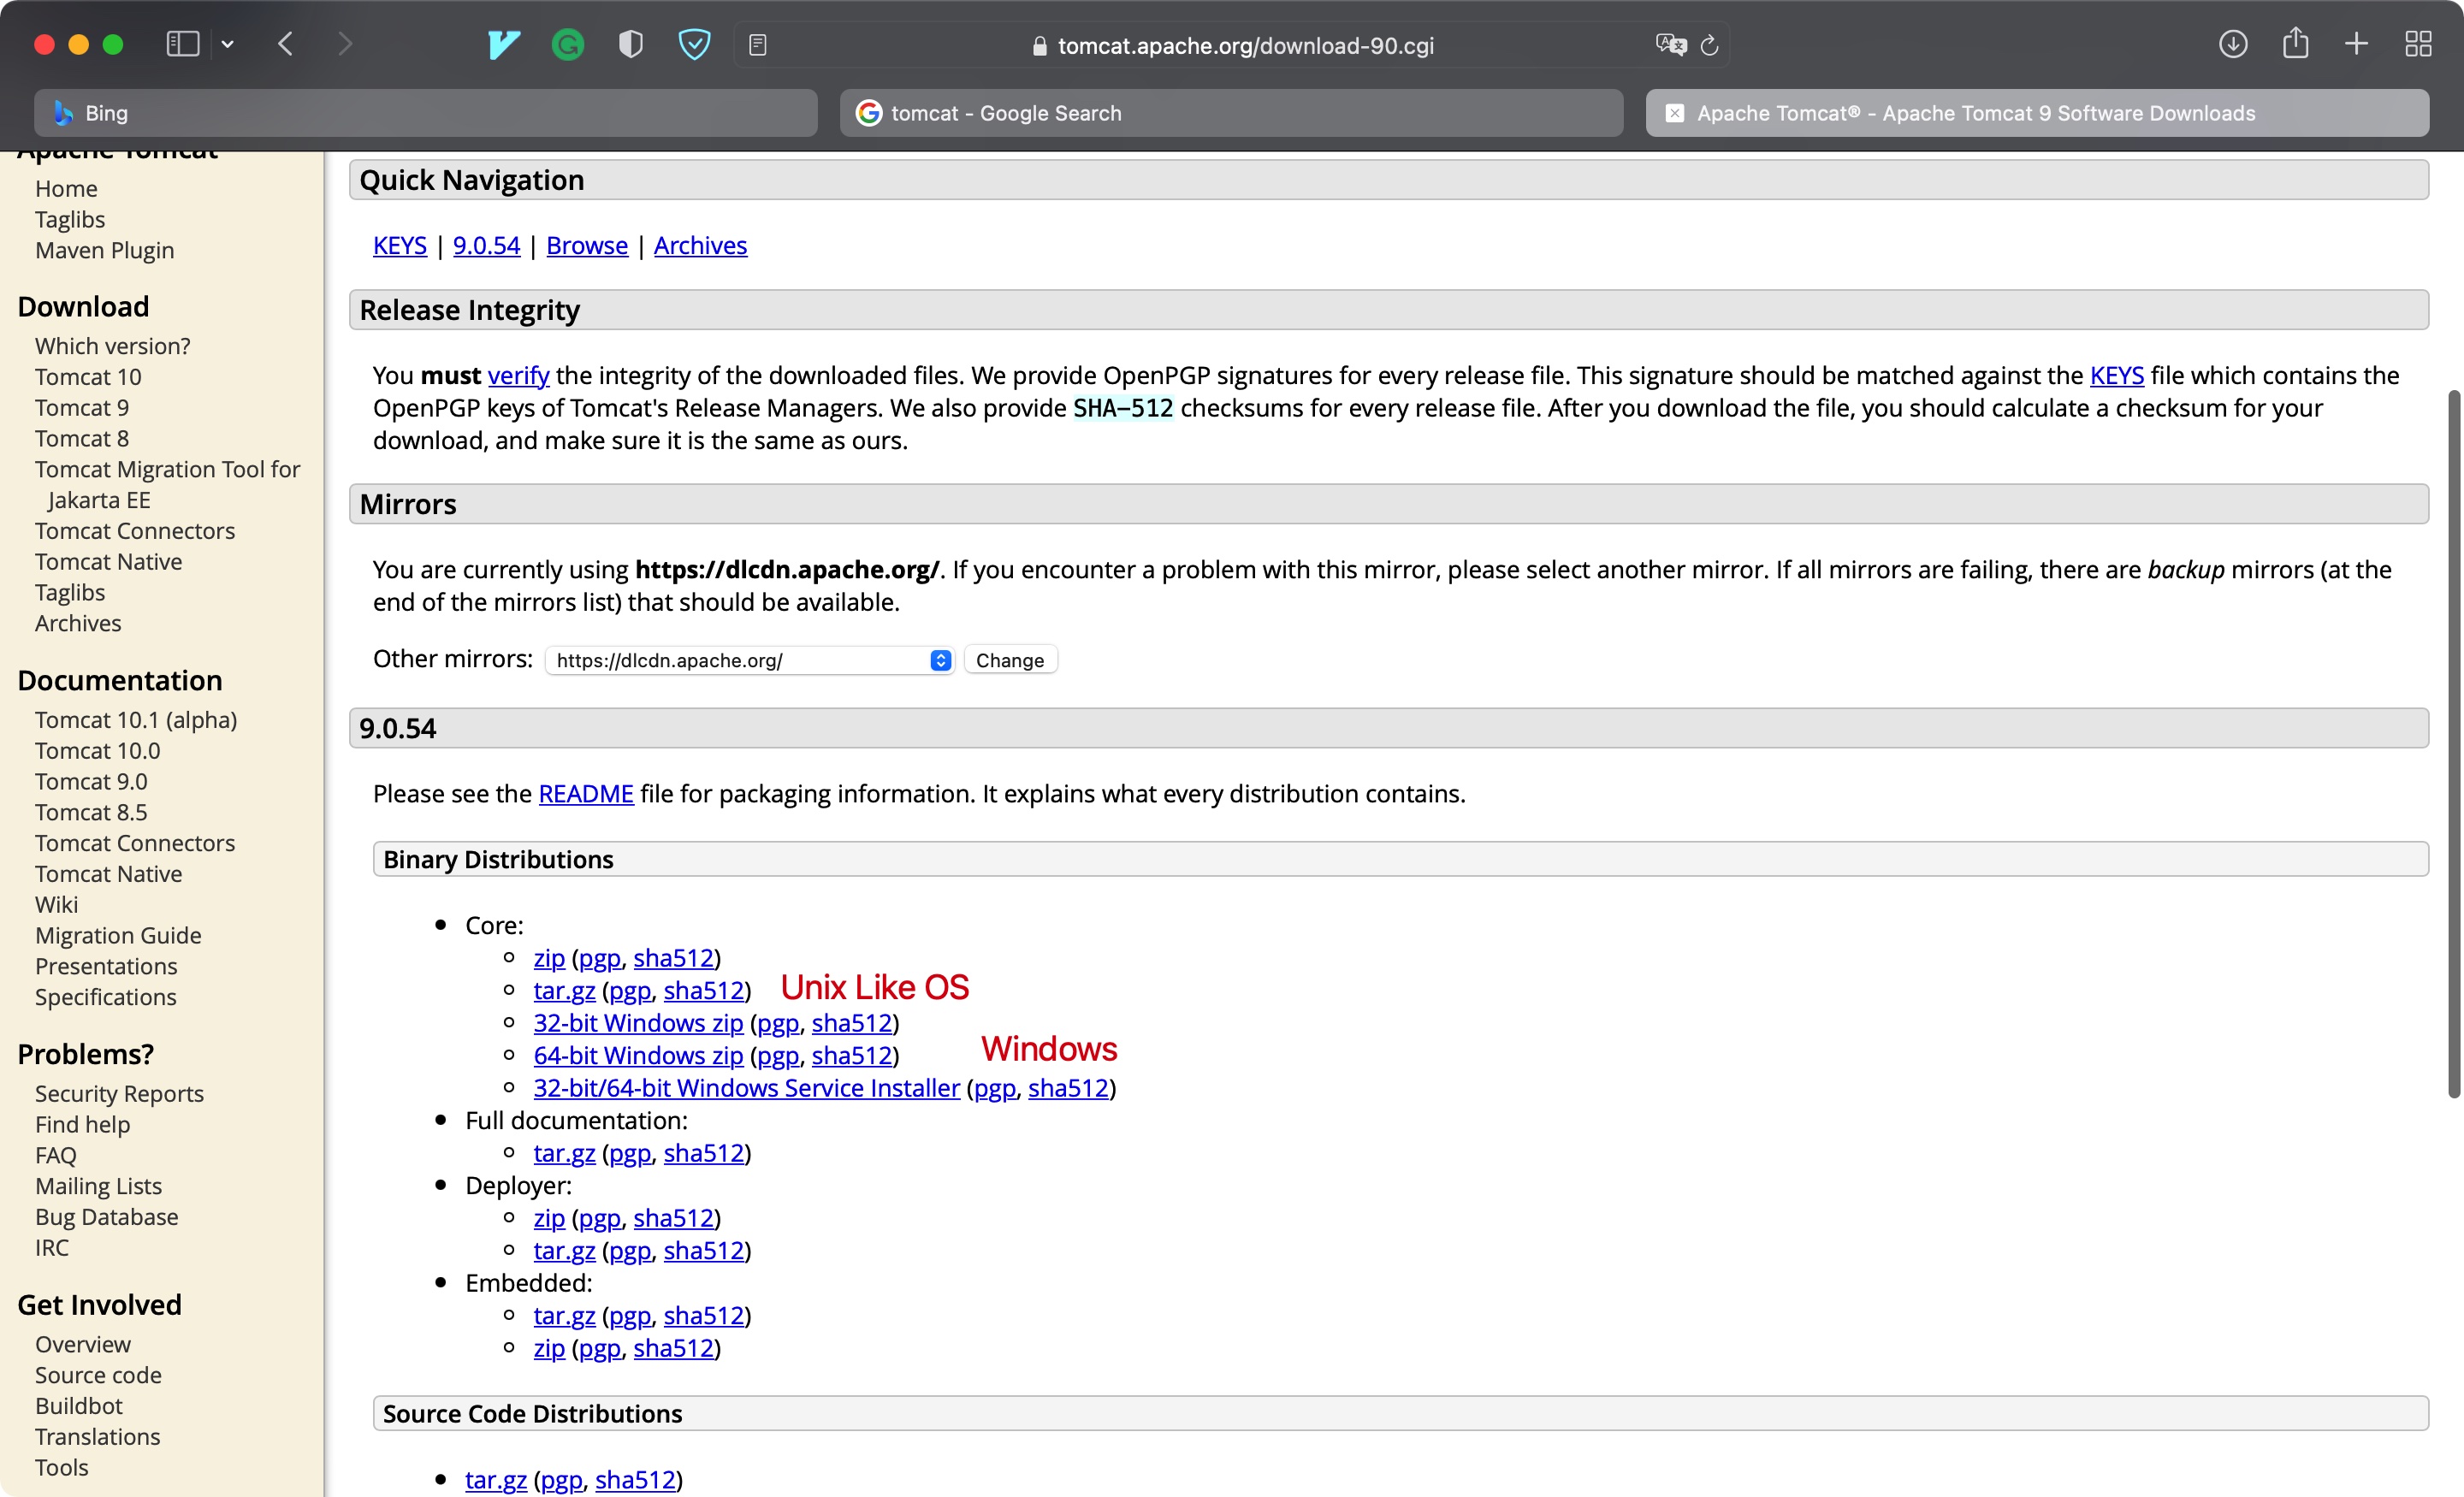 tomcat.apache.org/download-90.cgi
Bing
tomcat - Google Search
Apache Tomcat® - Apache Tomcat 9 Software Downloads
Apache Tomcat
Home
Taglibs
Maven Plugin
Download
Which version?
Tomcat 10
Tomcat 9
Tomcat 8
Tomcat Migration Tool for
Jakarta EE
Tomcat Connectors
Tomcat Native
Taglibs
Archives
Documentation
Tomcat 10.1 (alpha)
Tomcat 10.0
Tomcat 9.0
Tomcat 8.5
Tomcat Connectors
Tomcat Native
Wiki
Migration Guide
Presentations
Specifications
Problems?
Security Reports
Find help
FAQ
Mailing Lists
Bug Database
IRC
Get Involved
Overview
Source code
Buildbot
Translations
Tools
Quick Navigation
KEYS | 9.0.54 | Browse | Archives
Release Integrity
You must verify the integrity of the downloaded files. We provide OpenPGP signatures for every release file. This signature should be matched against the KEYS file which contains the
OpenPGP keys of Tomcat's Release Managers. We also provide SHA-512 checksums for every release file. After you download the file, you should calculate a checksum for your
download, and make sure it is the same as ours.
Mirrors
You are currently using https://dlcdn.apache.org/. If you encounter a problem with this mirror, please select another mirror. If all mirrors are failing, there are backup mirrors (at the
end of the mirrors list) that should be available.
Other mirrors: https://dlcdn.apache.org/ Change
9.0.54
Please see the README file for packaging information. It explains what every distribution contains.
Binary Distributions
Core:
zip (pgp, sha512)
tar.gz (pgp, sha512) Unix Like OS
32-bit Windows zip (pgp, sha512)
64-bit Windows zip (pgp, sha512) Windows
32-bit/64-bit Windows Service Installer (pgp, sha512)
Full documentation:
tar.gz (pgp, sha512)
Deployer:
zip (pgp, sha512)
tar.gz (pgp, sha512)
Embedded:
tar.gz (pgp, sha512)
zip (pgp, sha512)
Source Code Distributions
tar.gz (pgp, sha512)